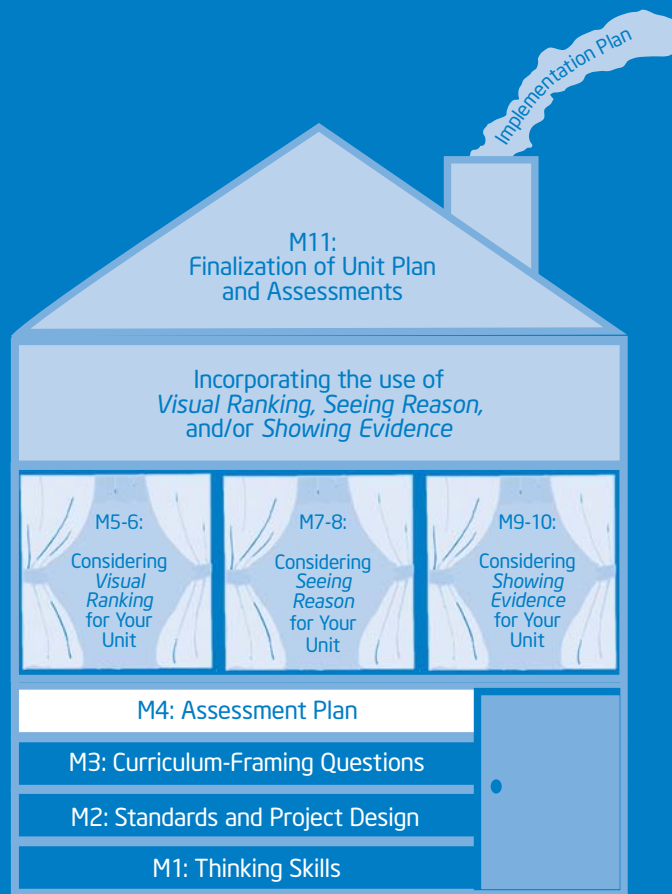 Implementation Plan
M11:
Finalization of Unit Plan
and Assessments
Incorporating the use of
Visual Ranking, Seeing Reason,
and/or Showing Evidence
M5-6:
Considering
Visual
Ranking
for Your
Unit
M7-8:
Considering
Seeing
Reason
for Your
Unit
M9-10:
Considering
Showing
Evidence
for Your
Unit
M4: Assessment Plan
M3: Curriculum-Framing Questions
M2: Standards and Project Design
M1: Thinking Skills